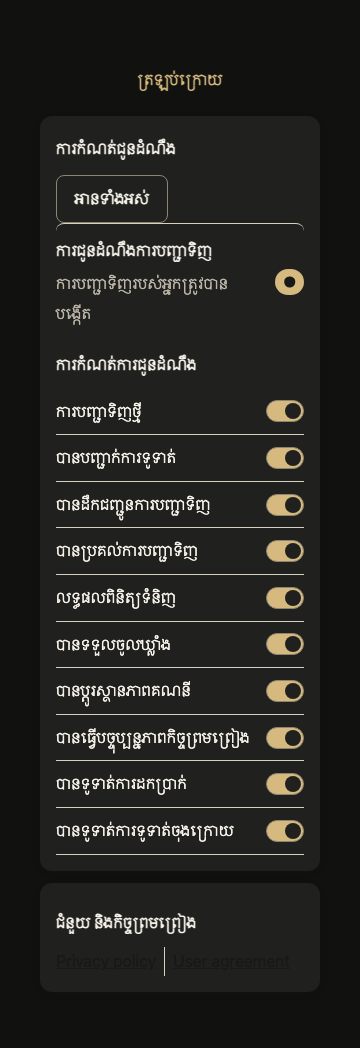 ត្រឡប់ក្រោយ
ការកំណត់ជូនដំណឹង
អានទាំងអស់
ការជូនដំណឹងការបញ្ជាទិញ
ការបញ្ជាទិញរបស់អ្នកត្រូវបាន
បង្កើត
ការកំណត់ការជូនដំណឹង
ការបញ្ជាទិញថ្មី
បានបញ្ជាក់ការទូទាត់
បានដឹកជញ្ជូនការបញ្ជាទិញ
បានប្រគល់ការបញ្ជាទិញ
លទ្ធផលពិនិត្យទំនិញ
បានទទួលចូលឃ្លាំង
បានប្តូរស្ថានភាពគណនី
បានធ្វើបច្ចុប្បន្នភាពកិច្ចព្រមព្រៀង
បានទូទាត់ការដកប្រាក់
បានទូទាត់ការទូទាត់ចុងក្រោយ
ជំនួយ និងកិច្ចព្រមព្រៀង
Privacy policy User agreement